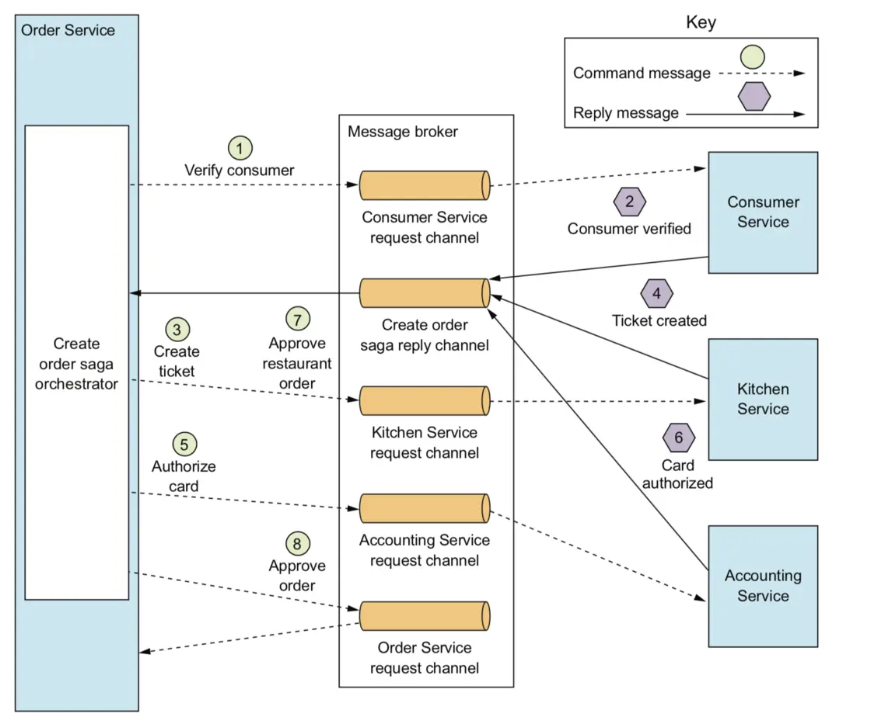 Order Service
Key
Command message
Reply message
Message broker
1
Verify consumer
Consumer Service
request channel
2
Consumer verified
Consumer
Service
Create order
saga reply channel
4
Ticket created
3
Create
ticket
7
Approve
restaurant
order
Create
order saga
orchestrator
Kitchen Service
request channel
Kitchen
Service
5
Authorize
card
6
Card
authorized
Accounting Service
request channel
8
Approve
order
Accounting
Service
Order Service
request channel